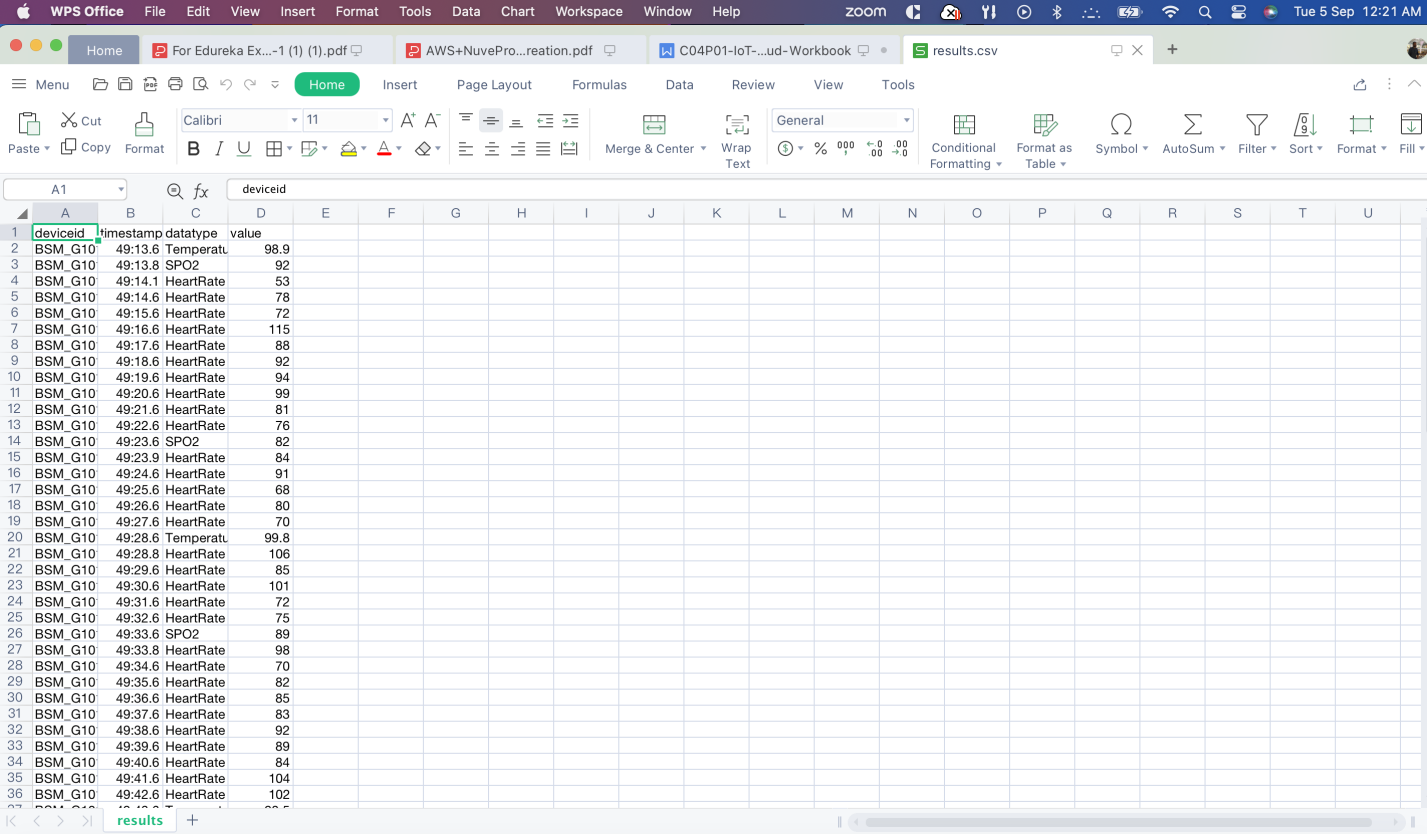 WPS Office File Edit View Insert Format Tools Data Chart Workspace Window Help zoom Tue 5 Sep 12:21 AM
Home For Edureka Ex...-1 (1) (1).pdf AWS+NuvePro...reation.pdf C04P01-IoT-...ud-Workbook results.csv
Menu Home Insert Page Layout Formulas Data Review View Tools
Cut Calibri 11 A+ A- General
Paste Copy Format B I U A Merge & Center Wrap Text $ % 000 Conditional Formatting Format as Table Symbol AutoSum Filter Sort Format Fill
A1 fx deviceid
A B C D E F G H I J K L M N O P Q R S T U
1 deviceid timestamp datatype value
2 BSM_G10 49:13.6 Temperatu 98.9
3 BSM_G10 49:13.8 SPO2 92
4 BSM_G10 49:14.1 HeartRate 53
5 BSM_G10 49:14.6 HeartRate 78
6 BSM_G10 49:15.6 HeartRate 72
7 BSM_G10 49:16.6 HeartRate 115
8 BSM_G10 49:17.6 HeartRate 88
9 BSM_G10 49:18.6 HeartRate 92
10 BSM_G10 49:19.6 HeartRate 94
11 BSM_G10 49:20.6 HeartRate 99
12 BSM_G10 49:21.6 HeartRate 81
13 BSM_G10 49:22.6 HeartRate 76
14 BSM_G10 49:23.6 SPO2 82
15 BSM_G10 49:23.9 HeartRate 84
16 BSM_G10 49:24.6 HeartRate 91
17 BSM_G10 49:25.6 HeartRate 68
18 BSM_G10 49:26.6 HeartRate 80
19 BSM_G10 49:27.6 HeartRate 70
20 BSM_G10 49:28.6 Temperatu 99.8
21 BSM_G10 49:28.8 HeartRate 106
22 BSM_G10 49:29.6 HeartRate 85
23 BSM_G10 49:30.6 HeartRate 101
24 BSM_G10 49:31.6 HeartRate 72
25 BSM_G10 49:32.6 HeartRate 75
26 BSM_G10 49:33.6 SPO2 89
27 BSM_G10 49:33.8 HeartRate 98
28 BSM_G10 49:34.6 HeartRate 70
29 BSM_G10 49:35.6 HeartRate 82
30 BSM_G10 49:36.6 HeartRate 85
31 BSM_G10 49:37.6 HeartRate 83
32 BSM_G10 49:38.6 HeartRate 92
33 BSM_G10 49:39.6 HeartRate 89
34 BSM_G10 49:40.6 HeartRate 84
35 BSM_G10 49:41.6 HeartRate 104
36 BSM_G10 49:42.6 HeartRate 102
results